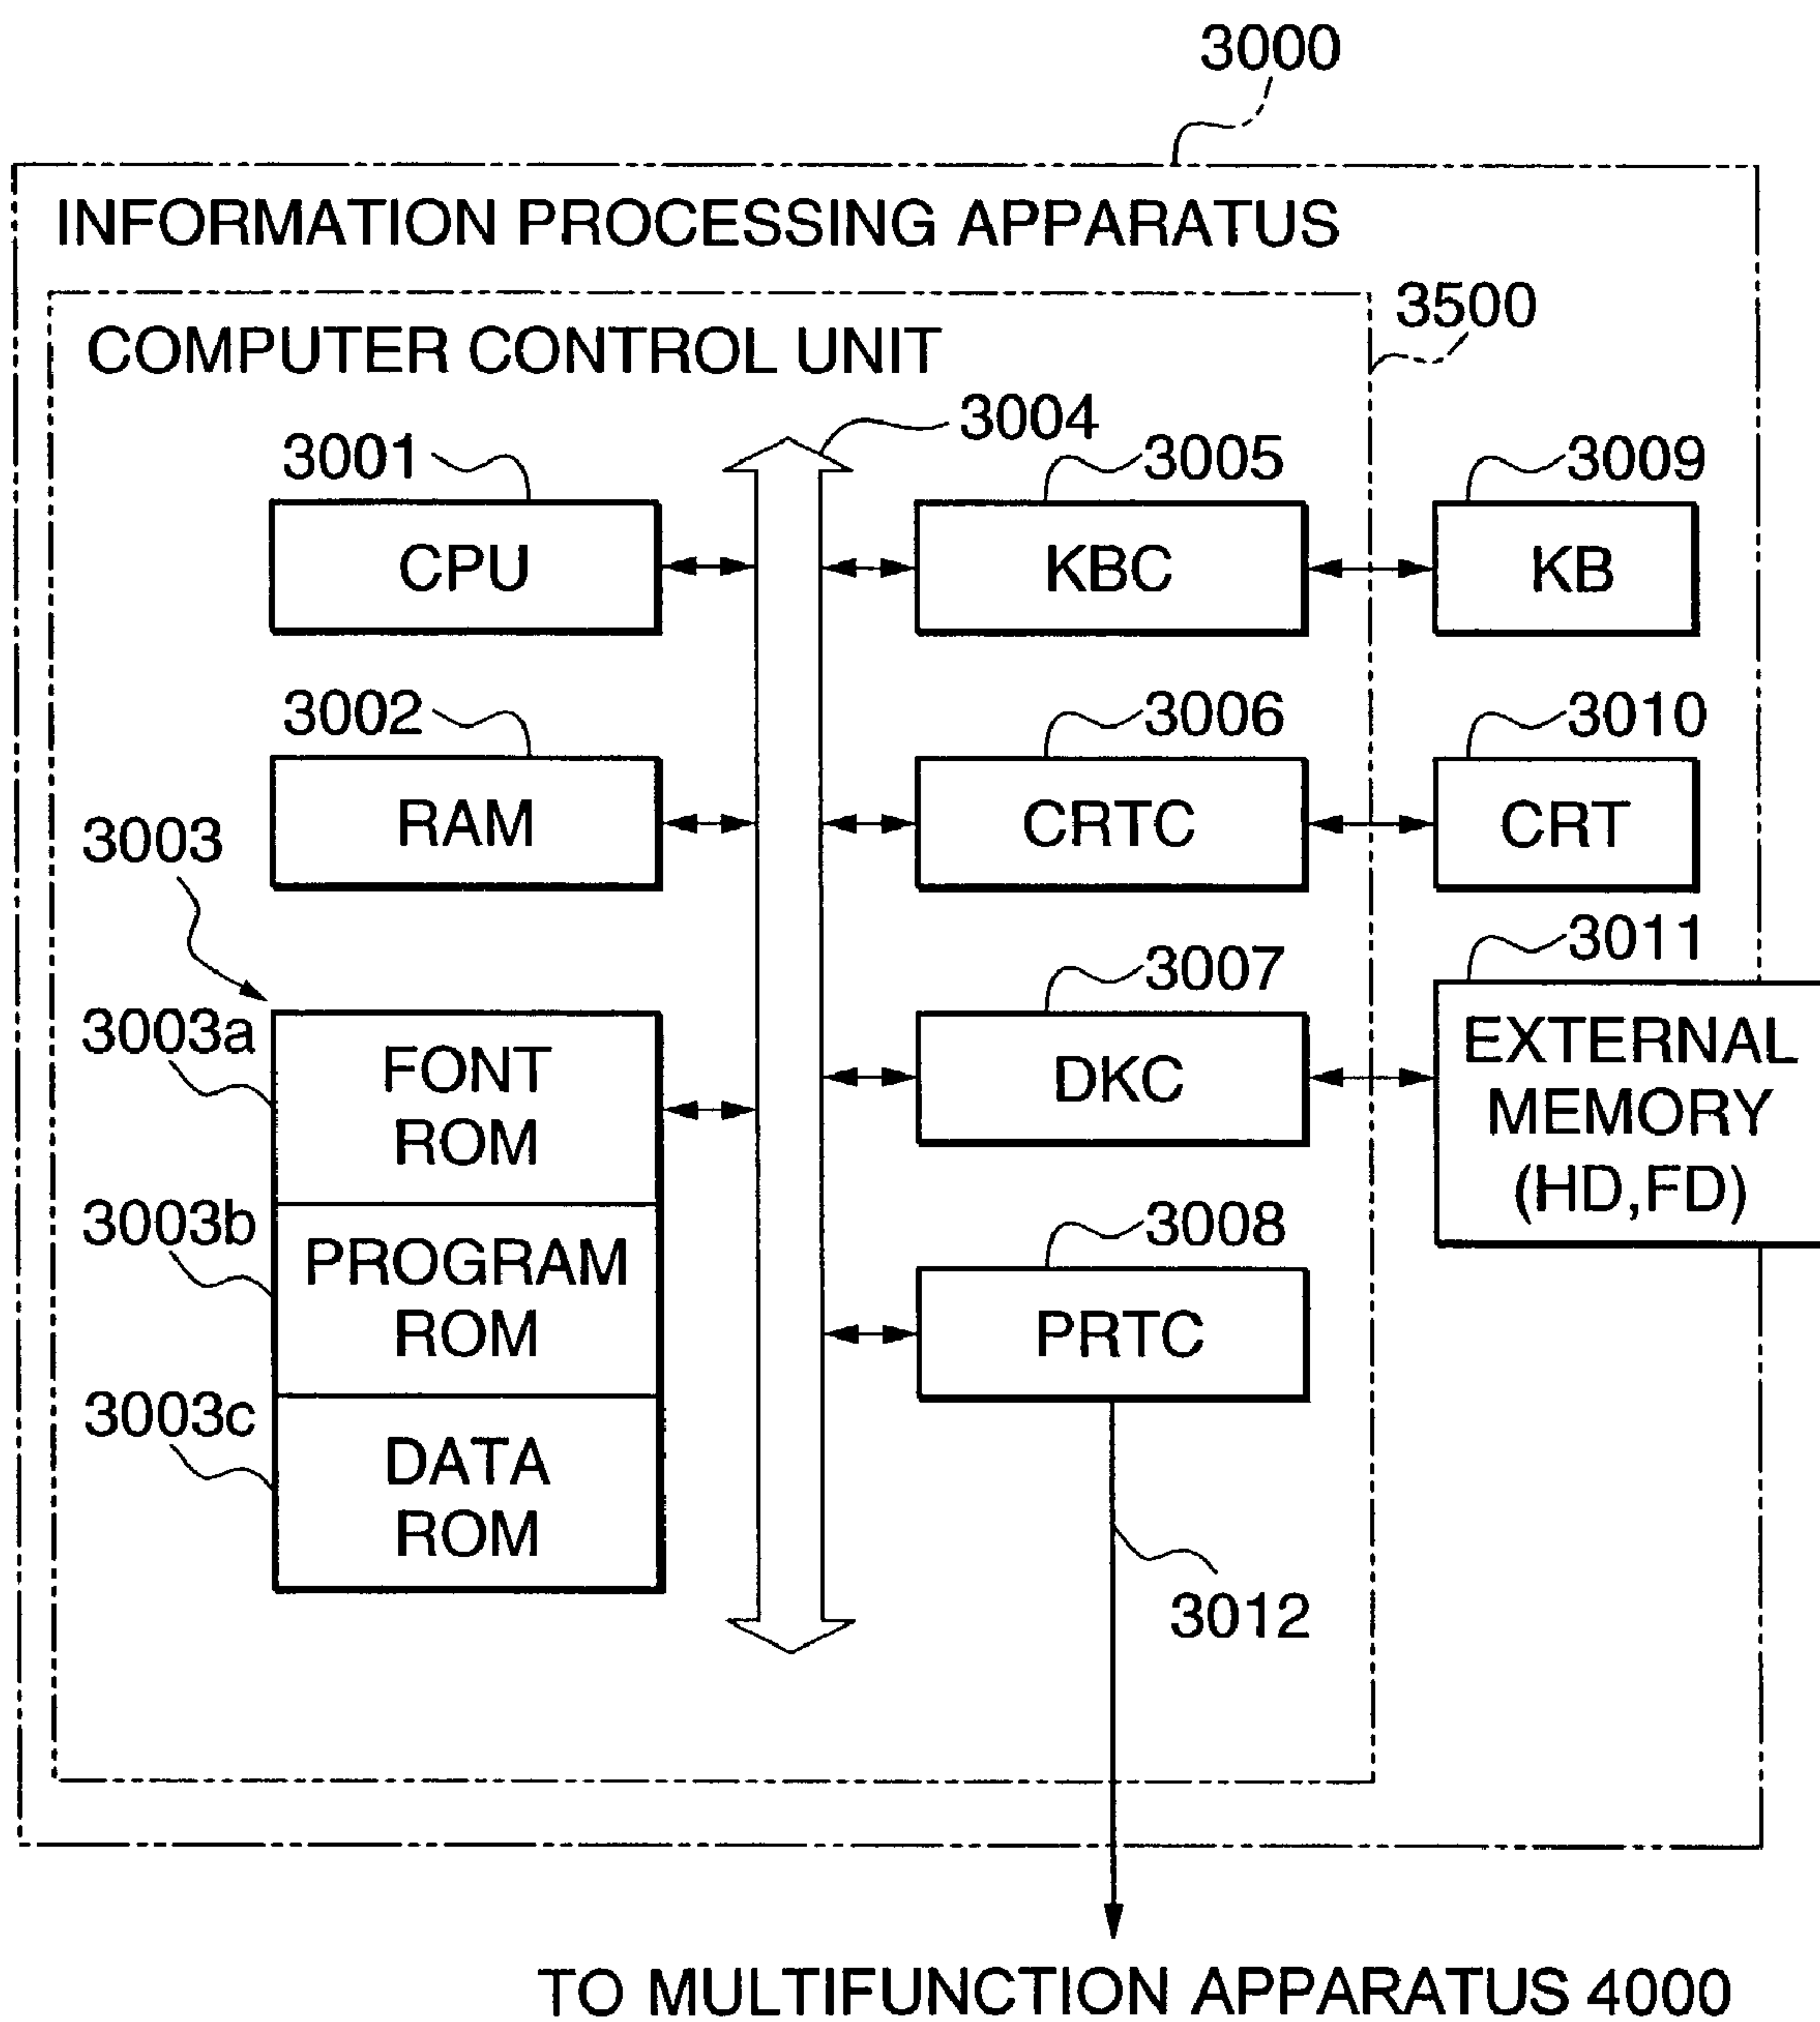 3000
INFORMATION PROCESSING APPARATUS
3500
COMPUTER CONTROL UNIT
3004
3001
3005
3009
CPU
KBC
KB
3002
3006
3010
RAM
CRTC
CRT
3003
3007
3011
3003a
FONT
ROM
DKC
EXTERNAL
MEMORY
(HD,FD)
3003b
PROGRAM
ROM
3008
PRTC
3003c
DATA
ROM
3012
TO MULTIFUNCTION APPARATUS 4000